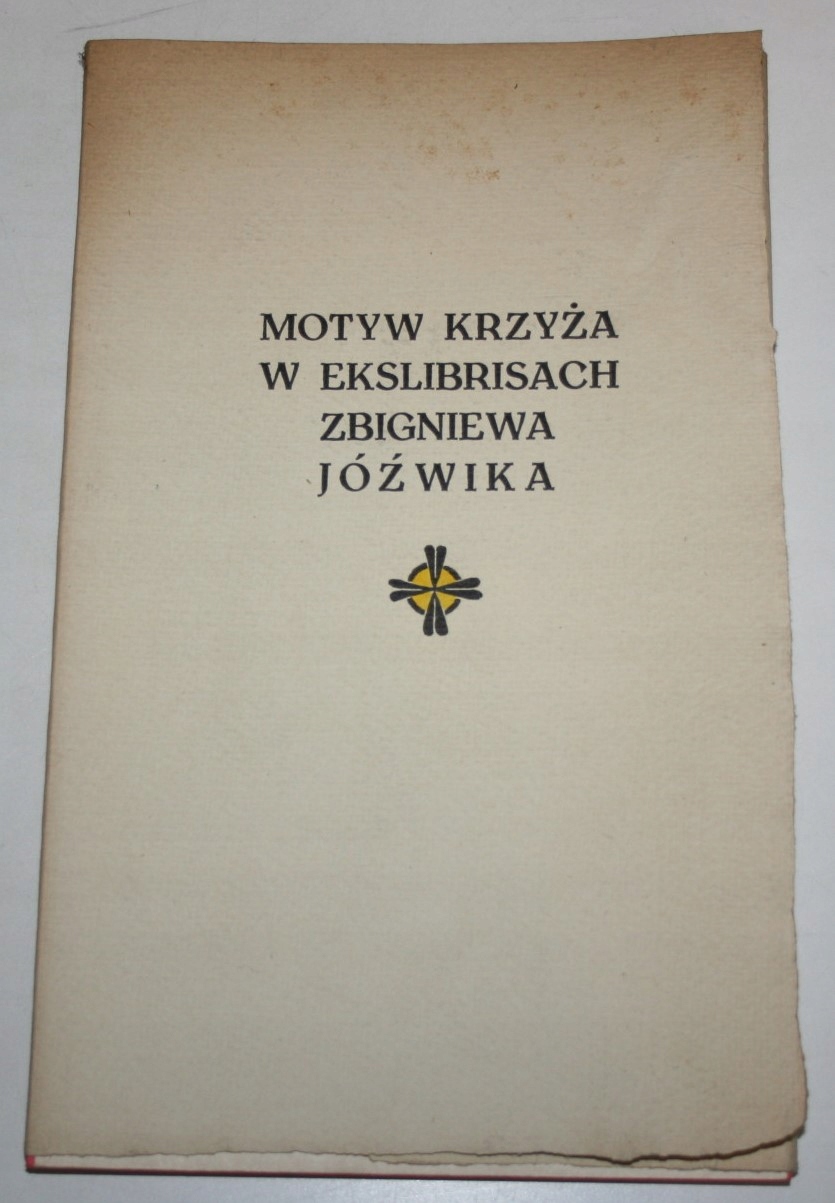 MOTYW KRZYŻA
W EKSLIBRISACH
ZBIGNIEWA
JÓŹWIKA